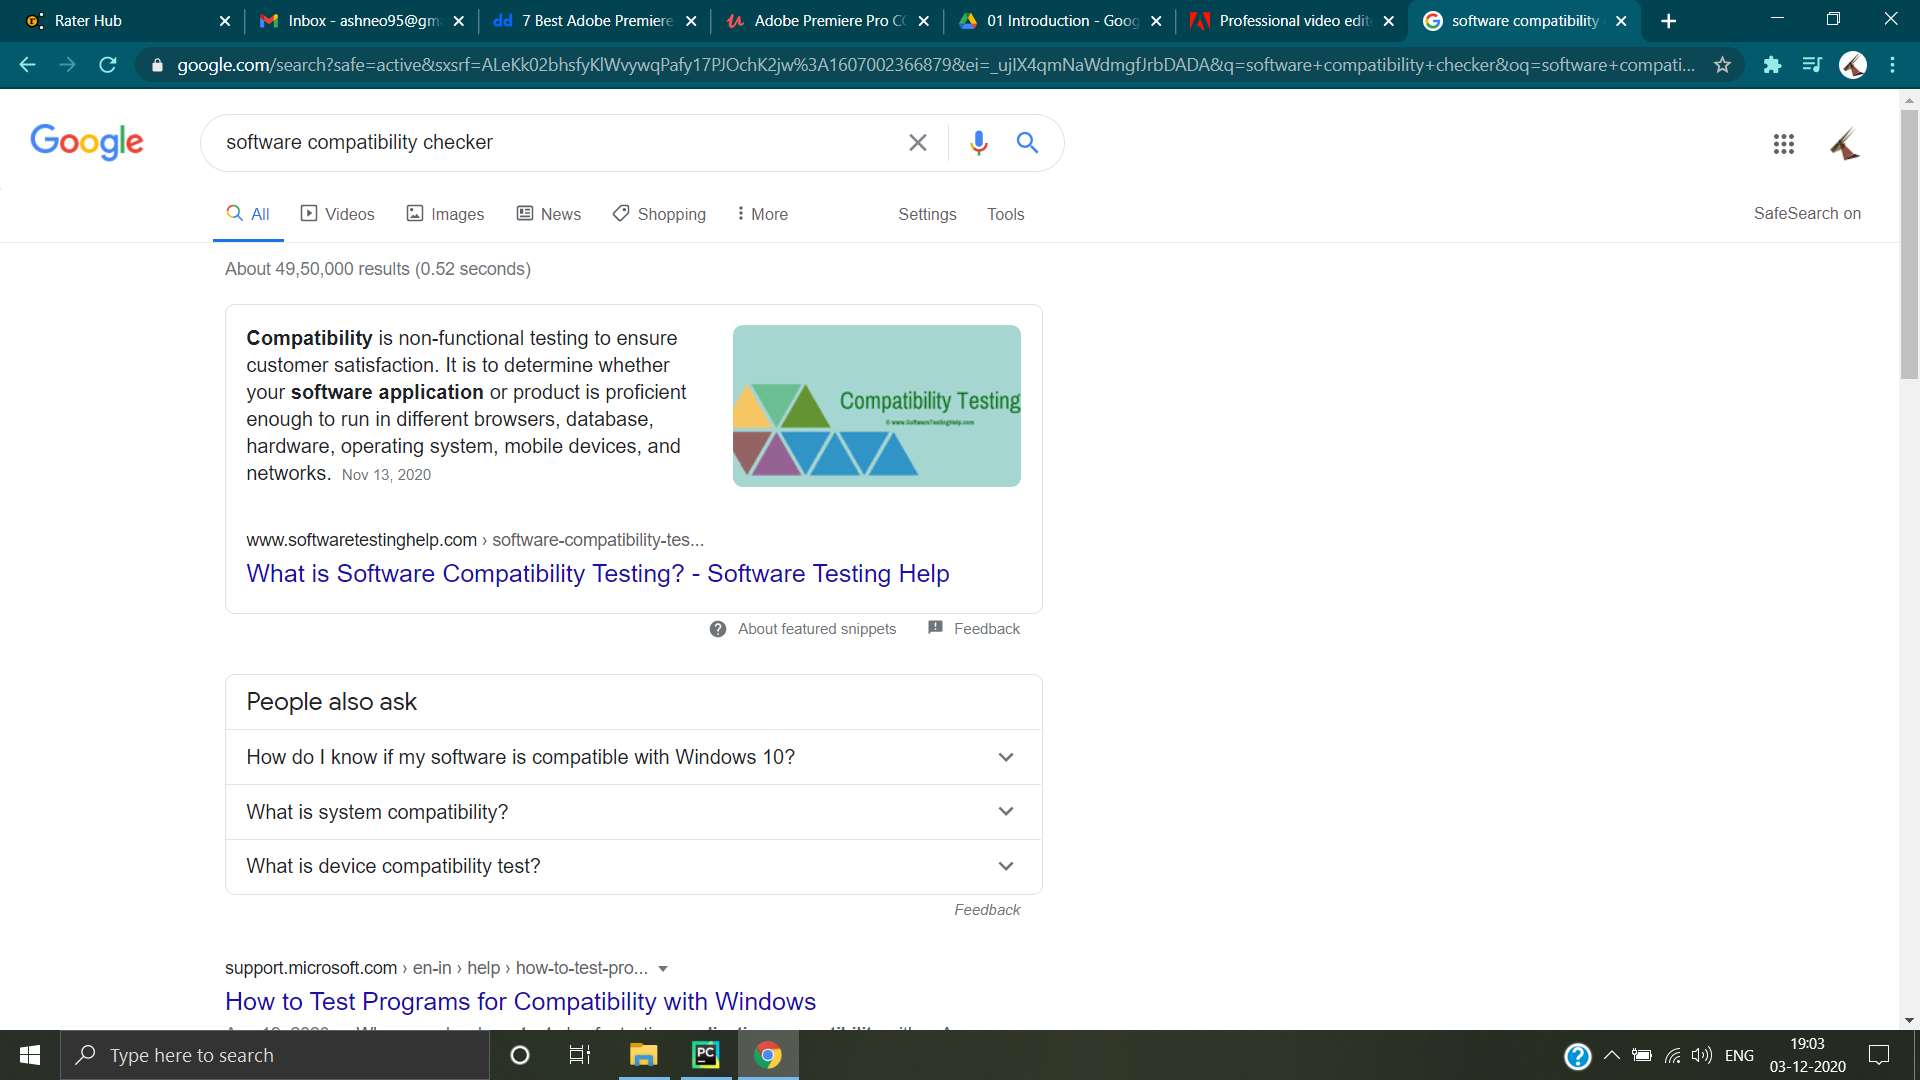 Rater Hub
Inbox - ashneo95@gm
7 Best Adobe Premiere
Adobe Premiere Pro CC
01 Introduction - Goog
Professional video edit
software compatibility
google.com/search?safe=active&sxsrf=ALeKk02bhsfyKlWvywqPafy17PJOchK2jw%3A1607002366879&ei=_ujIX4qmNaWdmgfJrbDADA&q=software+compatibility+checker&oq=software+compati...
Google
software compatibility checker
All
Videos
Images
News
Shopping
More
Settings
Tools
SafeSearch on
About 49,50,000 results (0.52 seconds)
Compatibility is non-functional testing to ensure
customer satisfaction. It is to determine whether
your software application or product is proficient
enough to run in different browsers, database,
hardware, operating system, mobile devices, and
networks. Nov 13, 2020
Compatibility Testing
© www.SoftwareTestingHelp.com
www.softwaretestinghelp.com › software-compatibility-tes...
What is Software Compatibility Testing? - Software Testing Help
About featured snippets
Feedback
People also ask
How do I know if my software is compatible with Windows 10?
What is system compatibility?
What is device compatibility test?
Feedback
support.microsoft.com › en-in › help › how-to-test-pro...
How to Test Programs for Compatibility with Windows
Type here to search
PC
ENG
19:03
03-12-2020